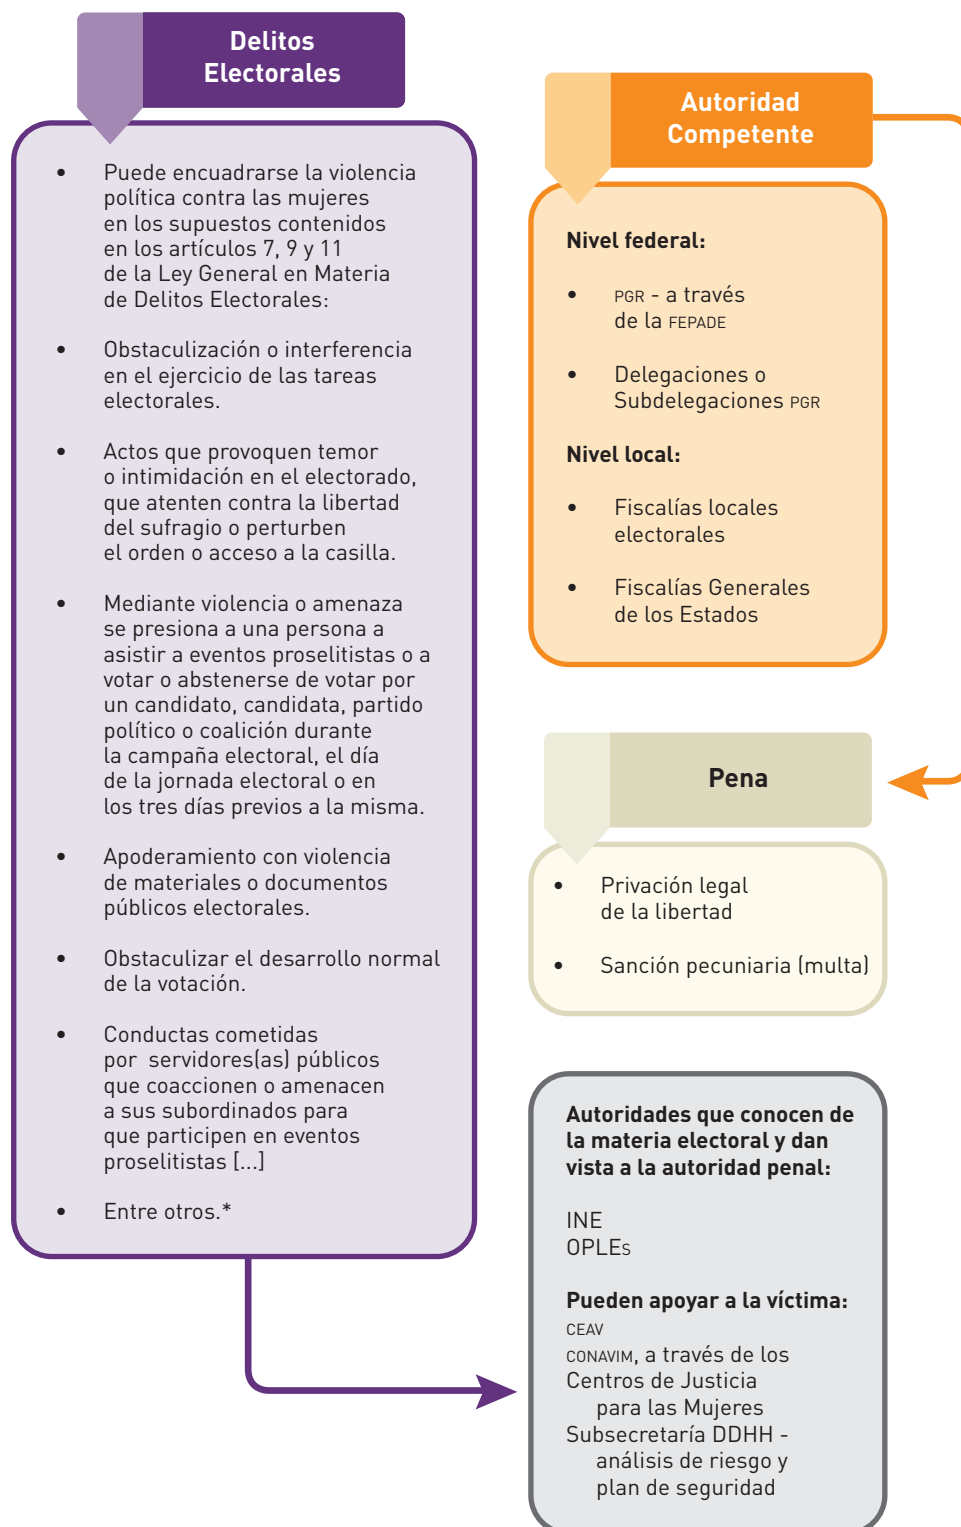 Delitos
Electorales
• Puede encuadrarse la violencia
política contra las mujeres
en los supuestos contenidos
en los artículos 7, 9 y 11
de la Ley General en Materia
de Delitos Electorales:
• Obstaculización o interferencia
en el ejercicio de las tareas
electorales.
• Actos que provoquen temor
o intimidación en el electorado,
que atenten contra la libertad
del sufragio o perturben
el orden o acceso a la casilla.
• Mediante violencia o amenaza
se presiona a una persona a
asistir a eventos proselitistas o a
votar o abstenerse de votar por
un candidato, candidata, partido
político o coalición durante
la campaña electoral, el día
de la jornada electoral o en
los tres días previos a la misma.
• Apoderamiento con violencia
de materiales o documentos
públicos electorales.
• Obstaculizar el desarrollo normal
de la votación.
• Conductas cometidas
por servidores(as) públicos
que coaccionen o amenacen
a sus subordinados para
que participen en eventos
proselitistas [...]
• Entre otros.*
Autoridad
Competente
Nivel federal:
• PGR - a través
de la FEPADE
• Delegaciones o
Subdelegaciones PGR
Nivel local:
• Fiscalías locales
electorales
• Fiscalías Generales
de los Estados
Pena
• Privación legal
de la libertad
• Sanción pecuniaria (multa)
Autoridades que conocen de
la materia electoral y dan
vista a la autoridad penal:
INE
OPLEs
Pueden apoyar a la víctima:
CEAV
CONAVIM, a través de los
Centros de Justicia
para las Mujeres
Subsecretaría DDHH -
análisis de riesgo y
plan de seguridad